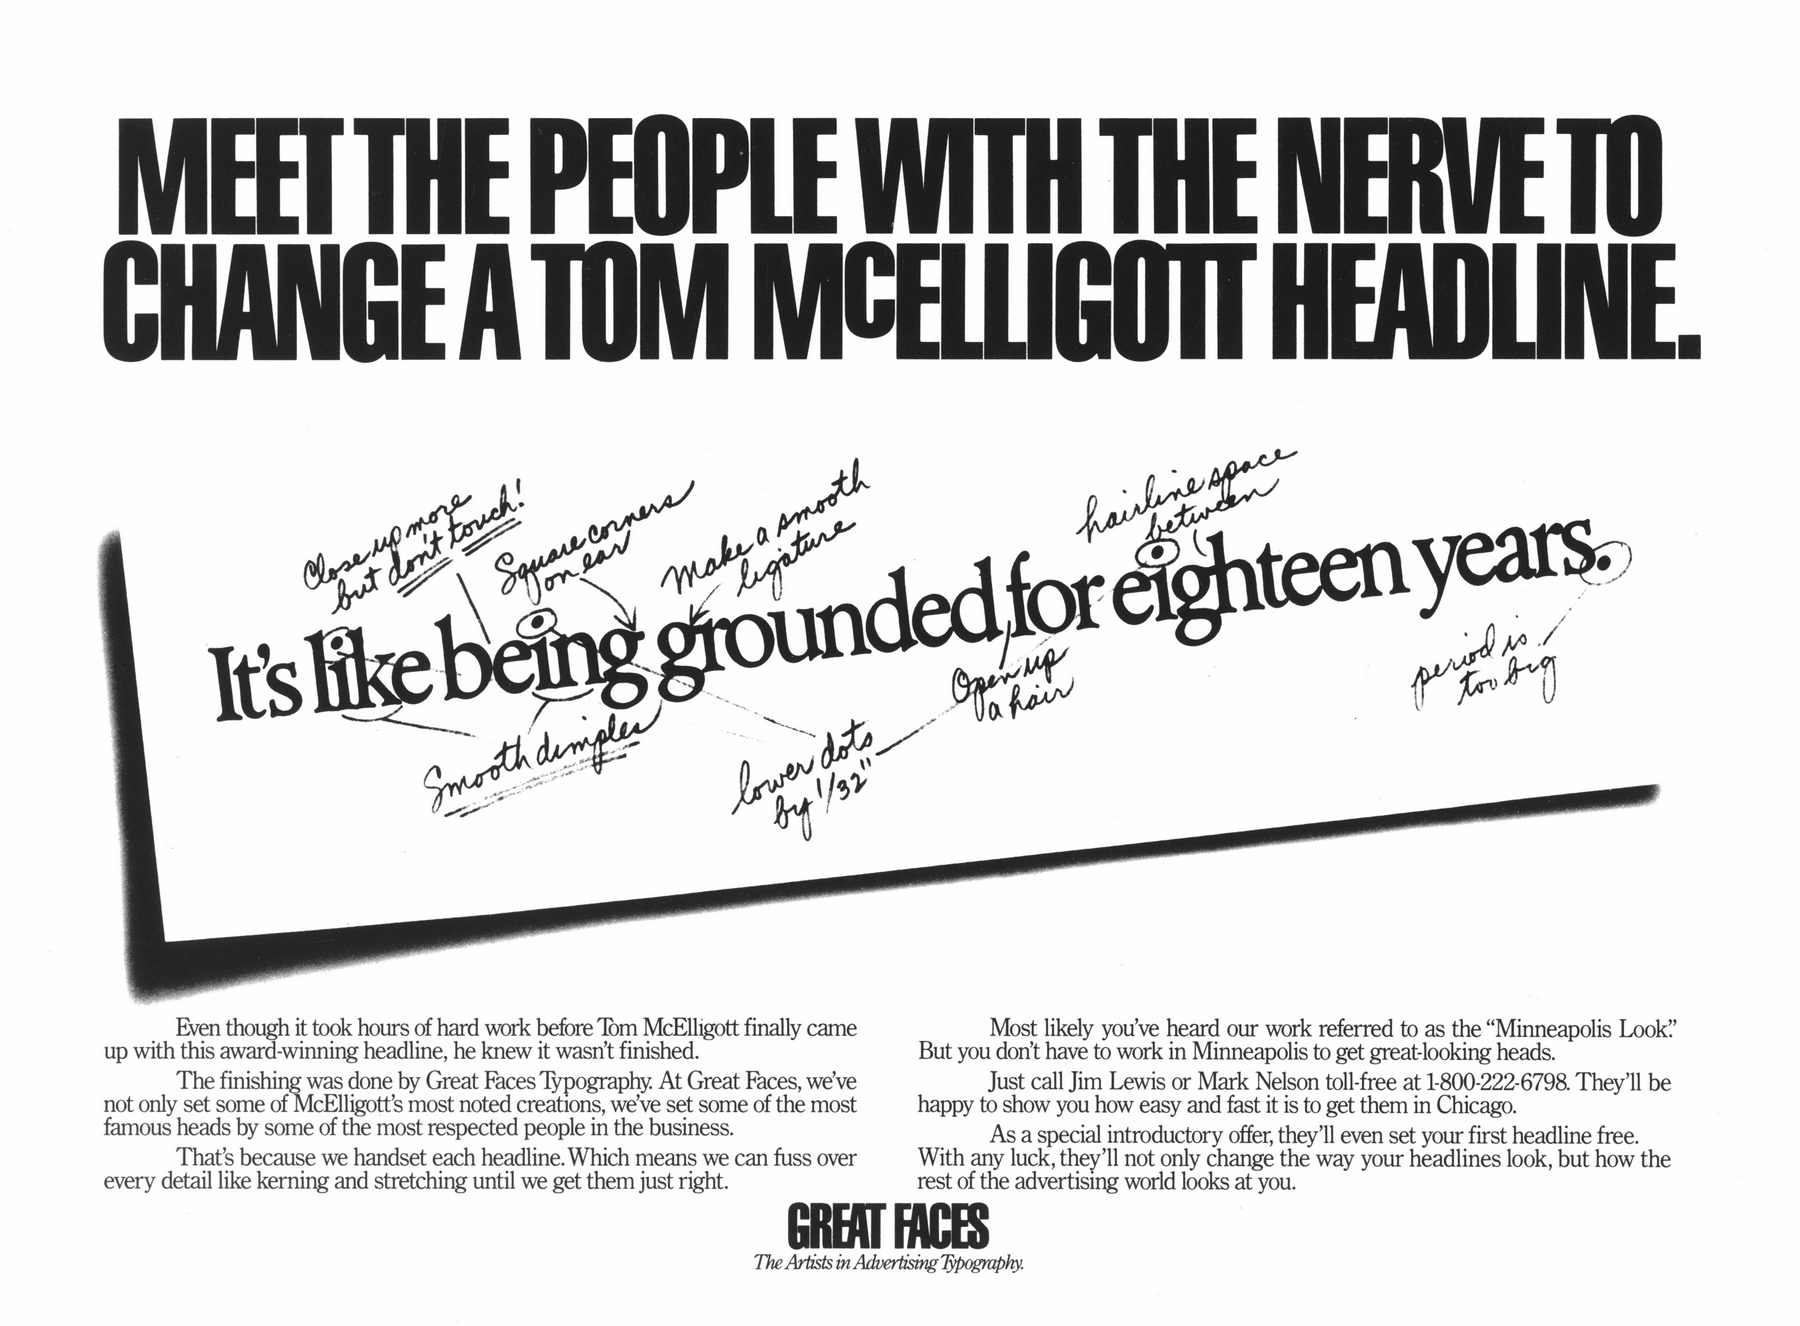 MEET THE PEOPLE WITH THE NERVE TO
CHANGE A TOM McELLIGOTT HEADLINE.
Close up more
but don't touch!
Square corners
on ear
Make a smooth
ligature
hairline space
between
It's like being grounded for eighteen years.
Smooth dimples
lower dots
by 1/32"
Open up
a hair
period is
too big
Even though it took hours of hard work before Tom McElligott finally came
up with this award-winning headline, he knew it wasn't finished.
The finishing was done by Great Faces Typography. At Great Faces, we've
not only set some of McElligott's most noted creations, we've set some of the most
famous heads by some of the most respected people in the business.
That's because we handset each headline. Which means we can fuss over
every detail like kerning and stretching until we get them just right.
Most likely you've heard our work referred to as the “Minneapolis Look.”
But you don't have to work in Minneapolis to get great-looking heads.
Just call Jim Lewis or Mark Nelson toll-free at 1-800-222-6798. They'll be
happy to show you how easy and fast it is to get them in Chicago.
As a special introductory offer, they'll even set your first headline free.
With any luck, they'll not only change the way your headlines look, but how the
rest of the advertising world looks at you.
GREAT FACES
The Artists in Advertising Typography.